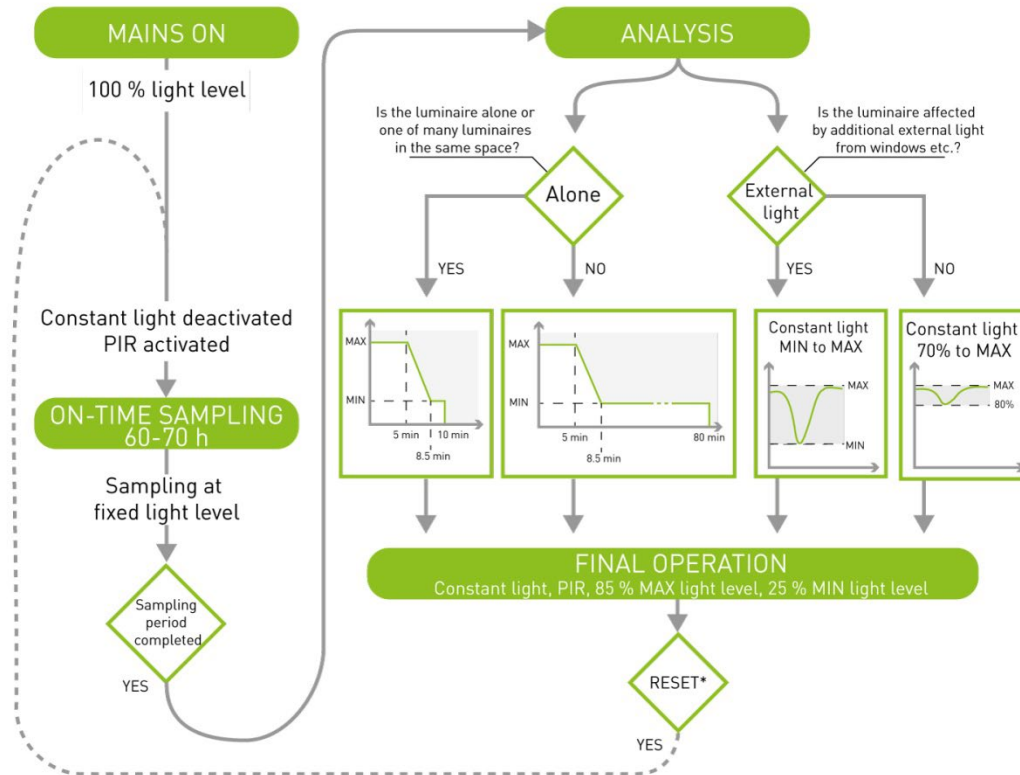 MAINS ON
100 % light level
Constant light deactivated
PIR activated
ON-TIME SAMPLING
60-70 h
Sampling at
fixed light level
Sampling
period
completed
YES
ANALYSIS
Is the luminaire alone or
one of many luminaires
in the same space?
Alone
YES
NO
Is the luminaire affected
by additional external light
from windows etc.?
External
light
YES
NO
MAX
MIN
5 min
10 min
8.5 min
MAX
MIN
5 min
80 min
8.5 min
Constant light
MIN to MAX
MAX
MIN
Constant light
70% to MAX
MAX
80%
FINAL OPERATION
Constant light, PIR, 85 % MAX light level, 25 % MIN light level
RESET*
YES